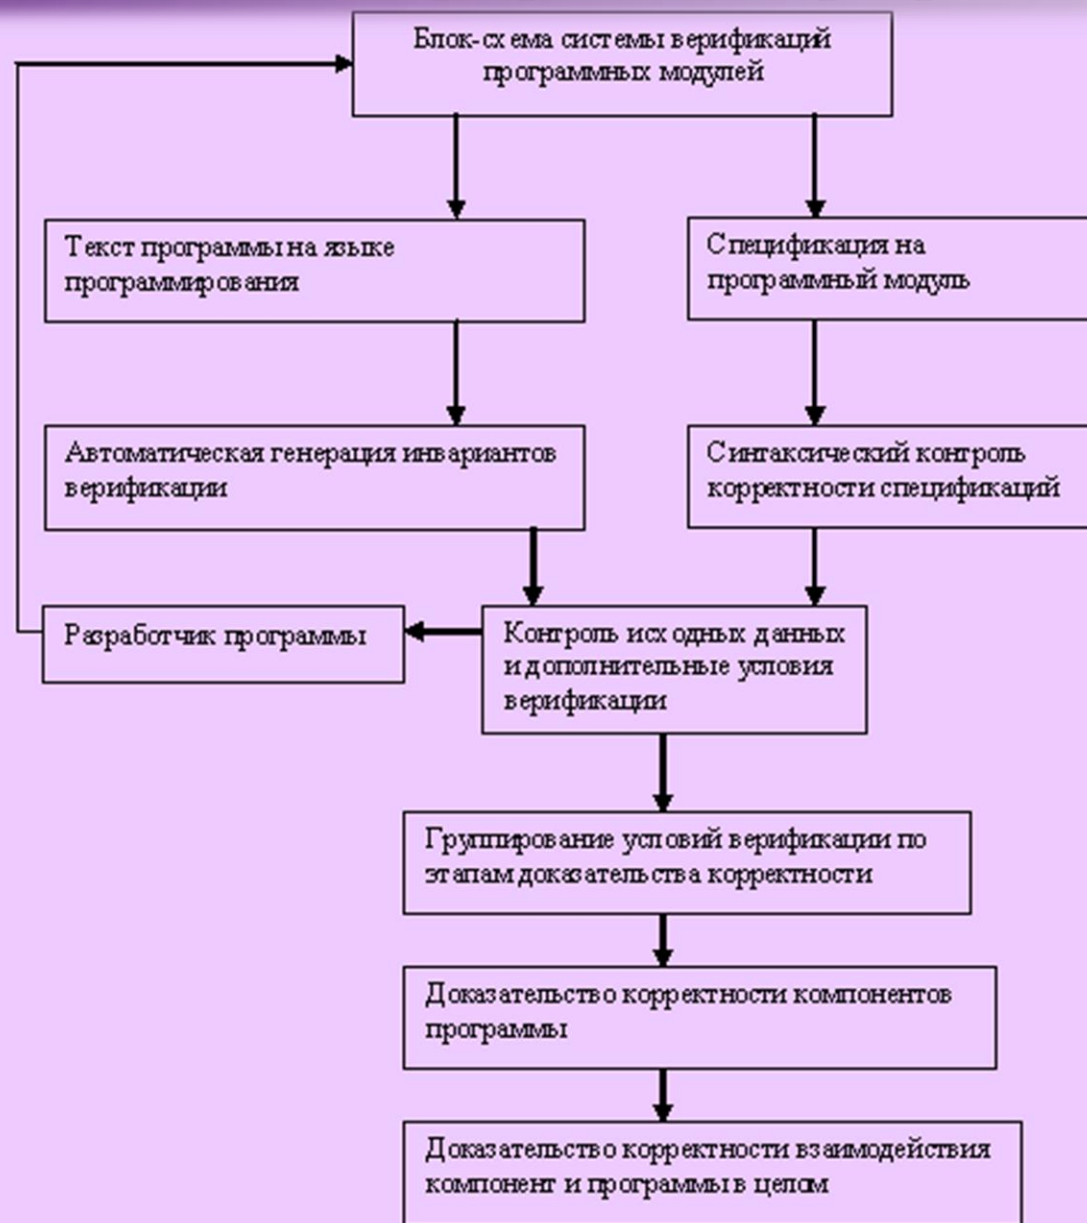 Блок-схема системы верификаций
программных модулей
Текст программы на языке
программирования
Спецификация на
программный модуль
Автоматическая генерация инвариантов
верификации
Синтаксический контроль
корректности спецификаций
Разработчик программы
Контроль исходных данных
и дополнительные условия
верификации
Группирование условий верификации по
этапам доказательства корректности
Доказательство корректности компонентов
программы
Доказательство корректности взаимодействия
компонент и программы в целом